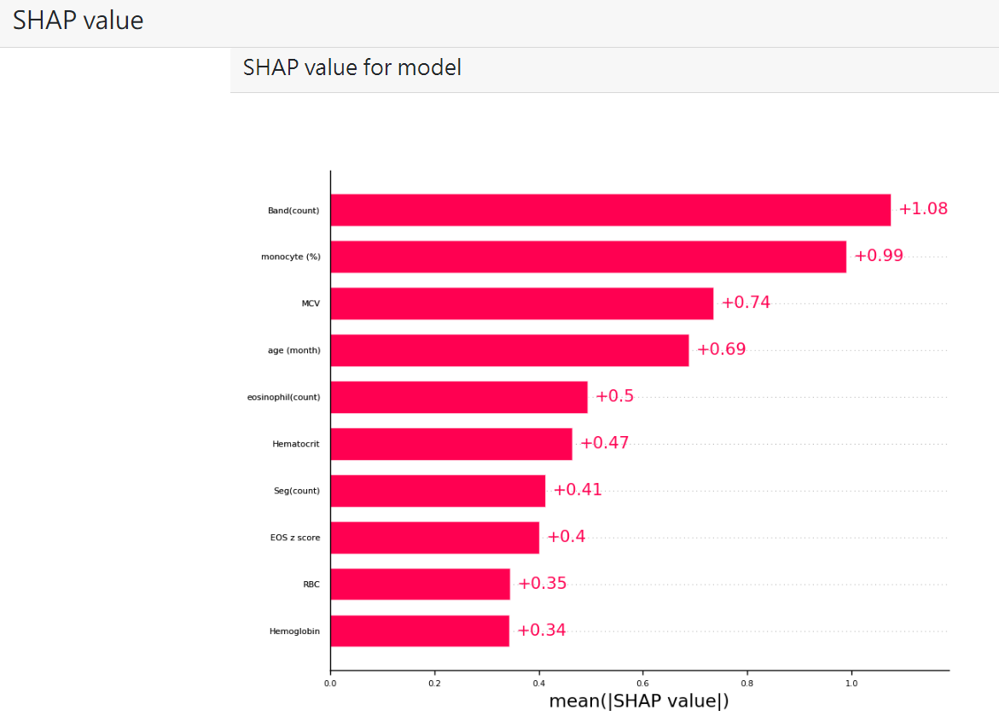 SHAP value
SHAP value for model
Band(count) +1.08
monocyte (%) +0.99
MCV +0.74
age (month) +0.69
eosinophil(count) +0.5
Hematocrit +0.47
Seg(count) +0.41
EOS z score +0.4
RBC +0.35
Hemoglobin +0.34
0.0 0.2 0.4 0.6 0.8 1.0
mean(|SHAP value|)